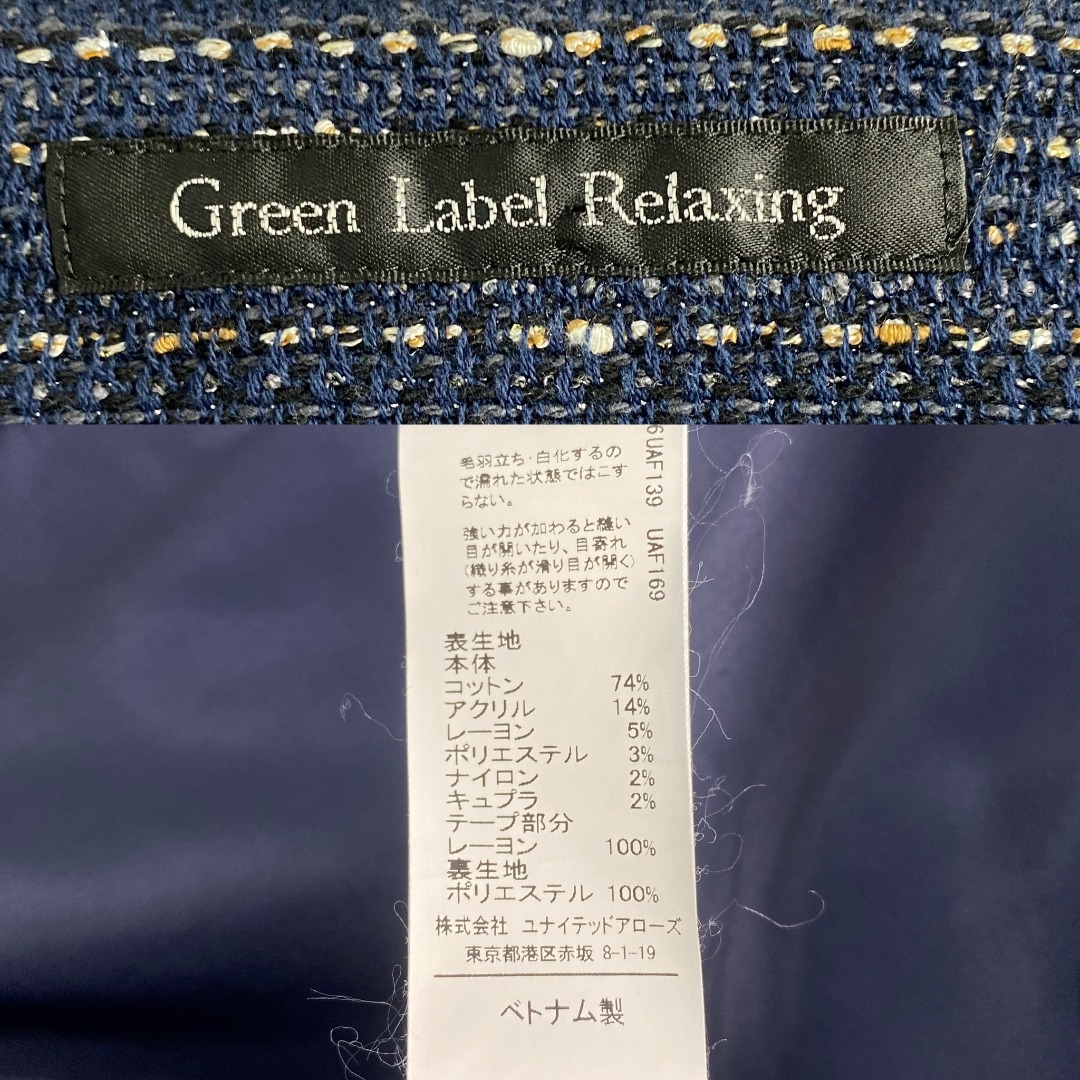 Green Label Relaxing
毛羽立ち・白化するの
で濡れた状態ではこす
らない。
強い力が加わると縫い
目が開いたり、目寄れ
(織り糸が滑り目が開く)
する事がありますので
ご注意下さい。
6UAF139 UAF169
表生地
本体
コットン 74%
アクリル 14%
レーヨン 5%
ポリエステル 3%
ナイロン 2%
キュプラ 2%
テープ部分
レーヨン 100%
裏生地
ポリエステル 100%
株式会社 ユナイテッドアローズ
東京都港区赤坂 8-1-19
ベトナム製